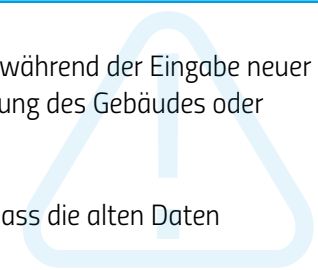 während der Eingabe neuer
ung des Gebäudes oder
ass die alten Daten